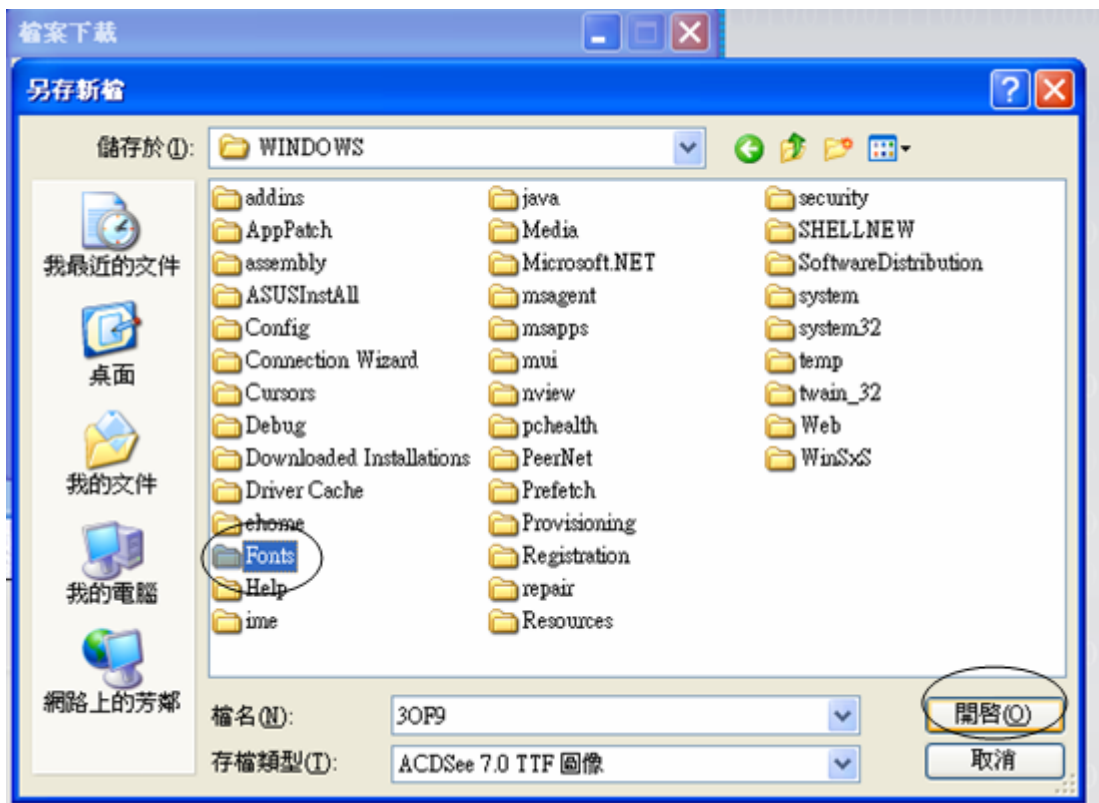 檔案下載
另存新檔
儲存於(I):
WINDOWS
我最近的文件
桌面
我的文件
我的電腦
網路上的芳鄰
addins
AppPatch
assembly
ASUSInstAll
Config
Connection Wizard
Cursors
Debug
Downloaded Installations
Driver Cache
ehome
Fonts
Help
ime
java
Media
Microsoft.NET
msagent
msapps
mui
nview
pchealth
PeerNet
Prefetch
Provisioning
Registration
repair
Resources
security
SHELLNEW
SoftwareDistribution
system
system32
temp
twain_32
Web
WinSxS
檔名(N):
3OF9
開啓(O)
存檔類型(T):
ACDSee 7.0 TTF 圖像
取消